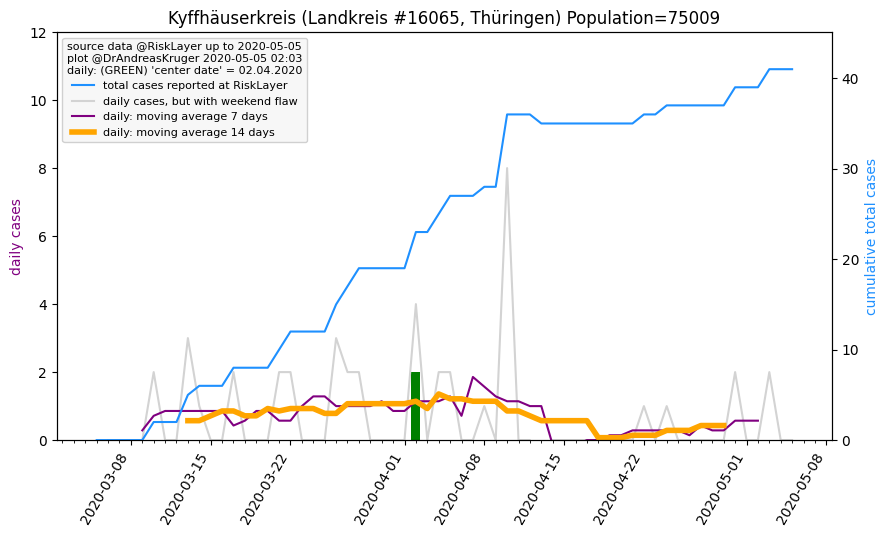 Kyffhäuserkreis (Landkreis #16065, Thüringen) Population=75009
source data @RiskLayer up to 2020-05-05
plot @DrAndreasKruger 2020-05-05 02:03
daily: (GREEN) 'center date' = 02.04.2020
total cases reported at RiskLayer
daily cases, but with weekend flaw
daily: moving average 7 days
daily: moving average 14 days
daily cases
12
10
8
6
4
2
0
cumulative total cases
40
30
20
10
0
2020-03-08
2020-03-15
2020-03-22
2020-04-01
2020-04-08
2020-04-15
2020-04-22
2020-05-01
2020-05-08